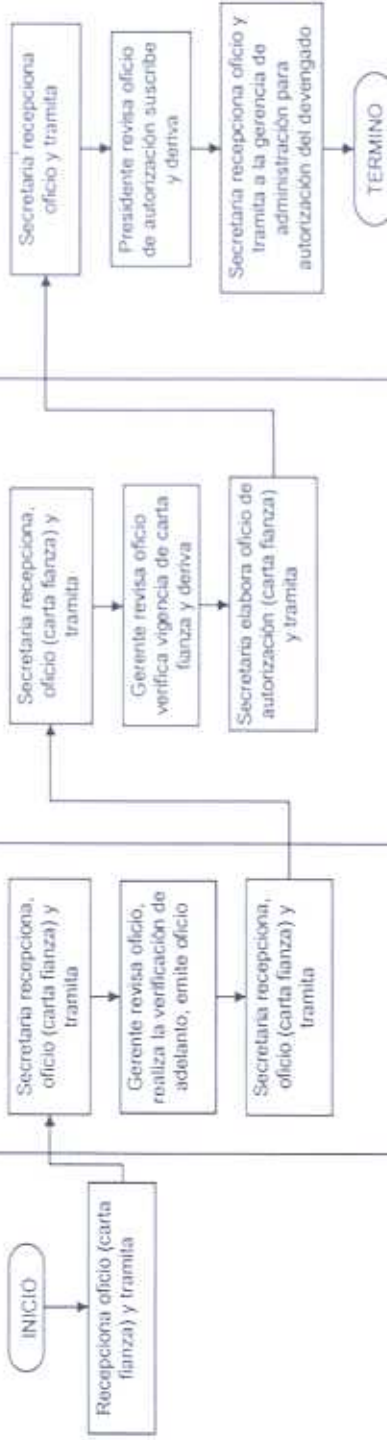 INICIO
Recepciona oficio (carta
fianza) y tramita
Secretaria recepciona,
oficio (carta fianza) y
tramita
Gerente revisa oficio,
realiza la verificación de
adelanto, emite oficio
Secretaria recepciona,
oficio (carta fianza) y
tramita
Secretaria recepciona,
oficio (carta fianza) y
tramita
Gerente revisa oficio
verifica vigencia de carta
fianza y deriva
Secretaria elabora oficio de
autorización (carta fianza)
y tramita
Secretaria recepciona
oficio y tramita
Presidente revisa oficio
de autorización suscribe
y deriva
Secretaria recepciona oficio y
tramita a la gerencia de
administración para
autorización del devengado
TERMINO